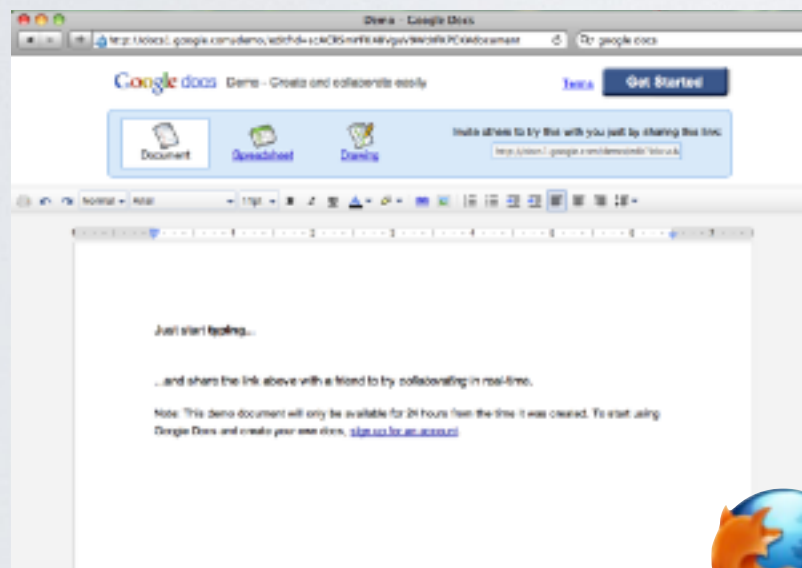 Demo - Google Docs
google docs
Google docs Demo - Create and collaborate easily
Terms
Get Started
Document
Spreadsheet
Drawing
Invite others to try this with you just by sharing this link:
Normal
Arial
11pt
Just start typing...
...and share the link above with a friend to try collaborating in real-time.
Note: This demo document will only be available for 24 hours from the time it was created. To start using
Google Docs and create your own docs, sign up for an account